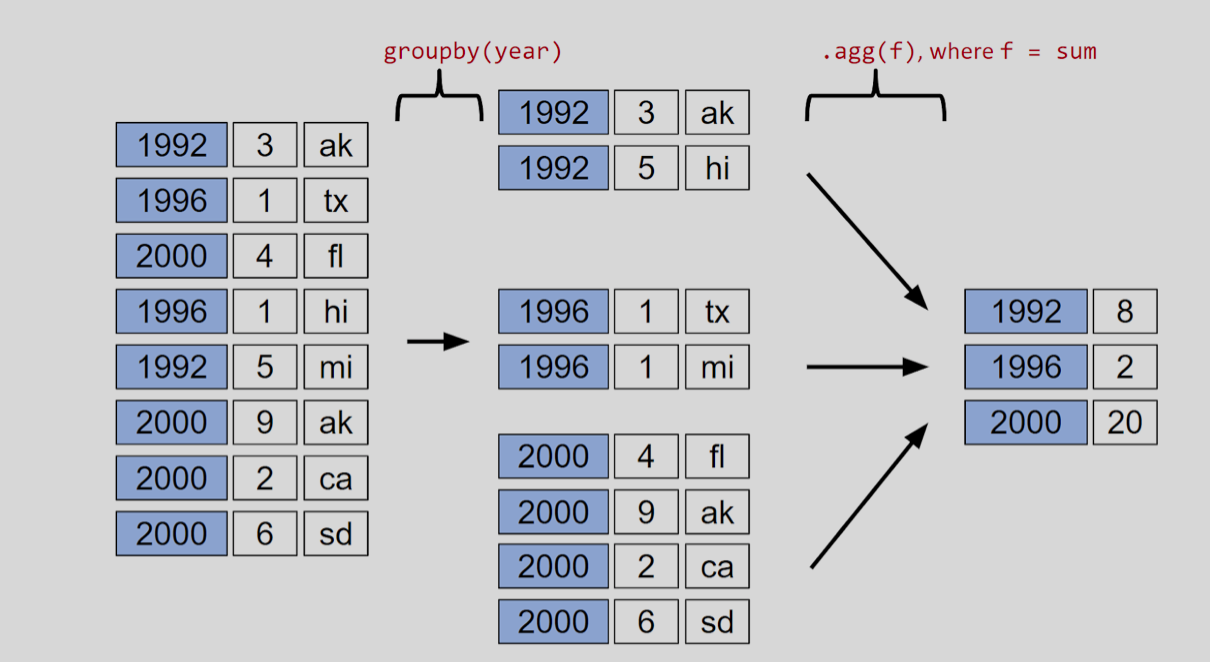 groupby(year)
.agg(f), where f = sum
1992 3 ak
1996 1 tx
2000 4 fl
1996 1 hi
1992 5 mi
2000 9 ak
2000 2 ca
2000 6 sd
1992 3 ak
1992 5 hi
1996 1 tx
1996 1 mi
2000 4 fl
2000 9 ak
2000 2 ca
2000 6 sd
1992 8
1996 2
2000 20